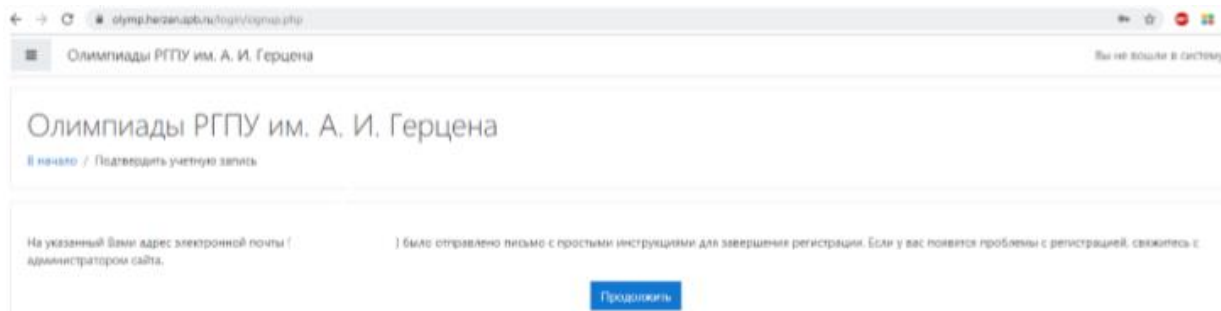 olymp.herzen.spb.ru/login/signup.php
Олимпиады РГПУ им. А. И. Герцена
Вы не вошли в систему
Олимпиады РГПУ им. А. И. Герцена
В начало / Подтвердить учетную запись
На указанный Вами адрес электронной почты ( ) было отправлено письмо с простыми инструкциями для завершения регистрации. Если у вас появятся проблемы с регистрацией, свяжитесь с
администратором сайта.
Продолжить